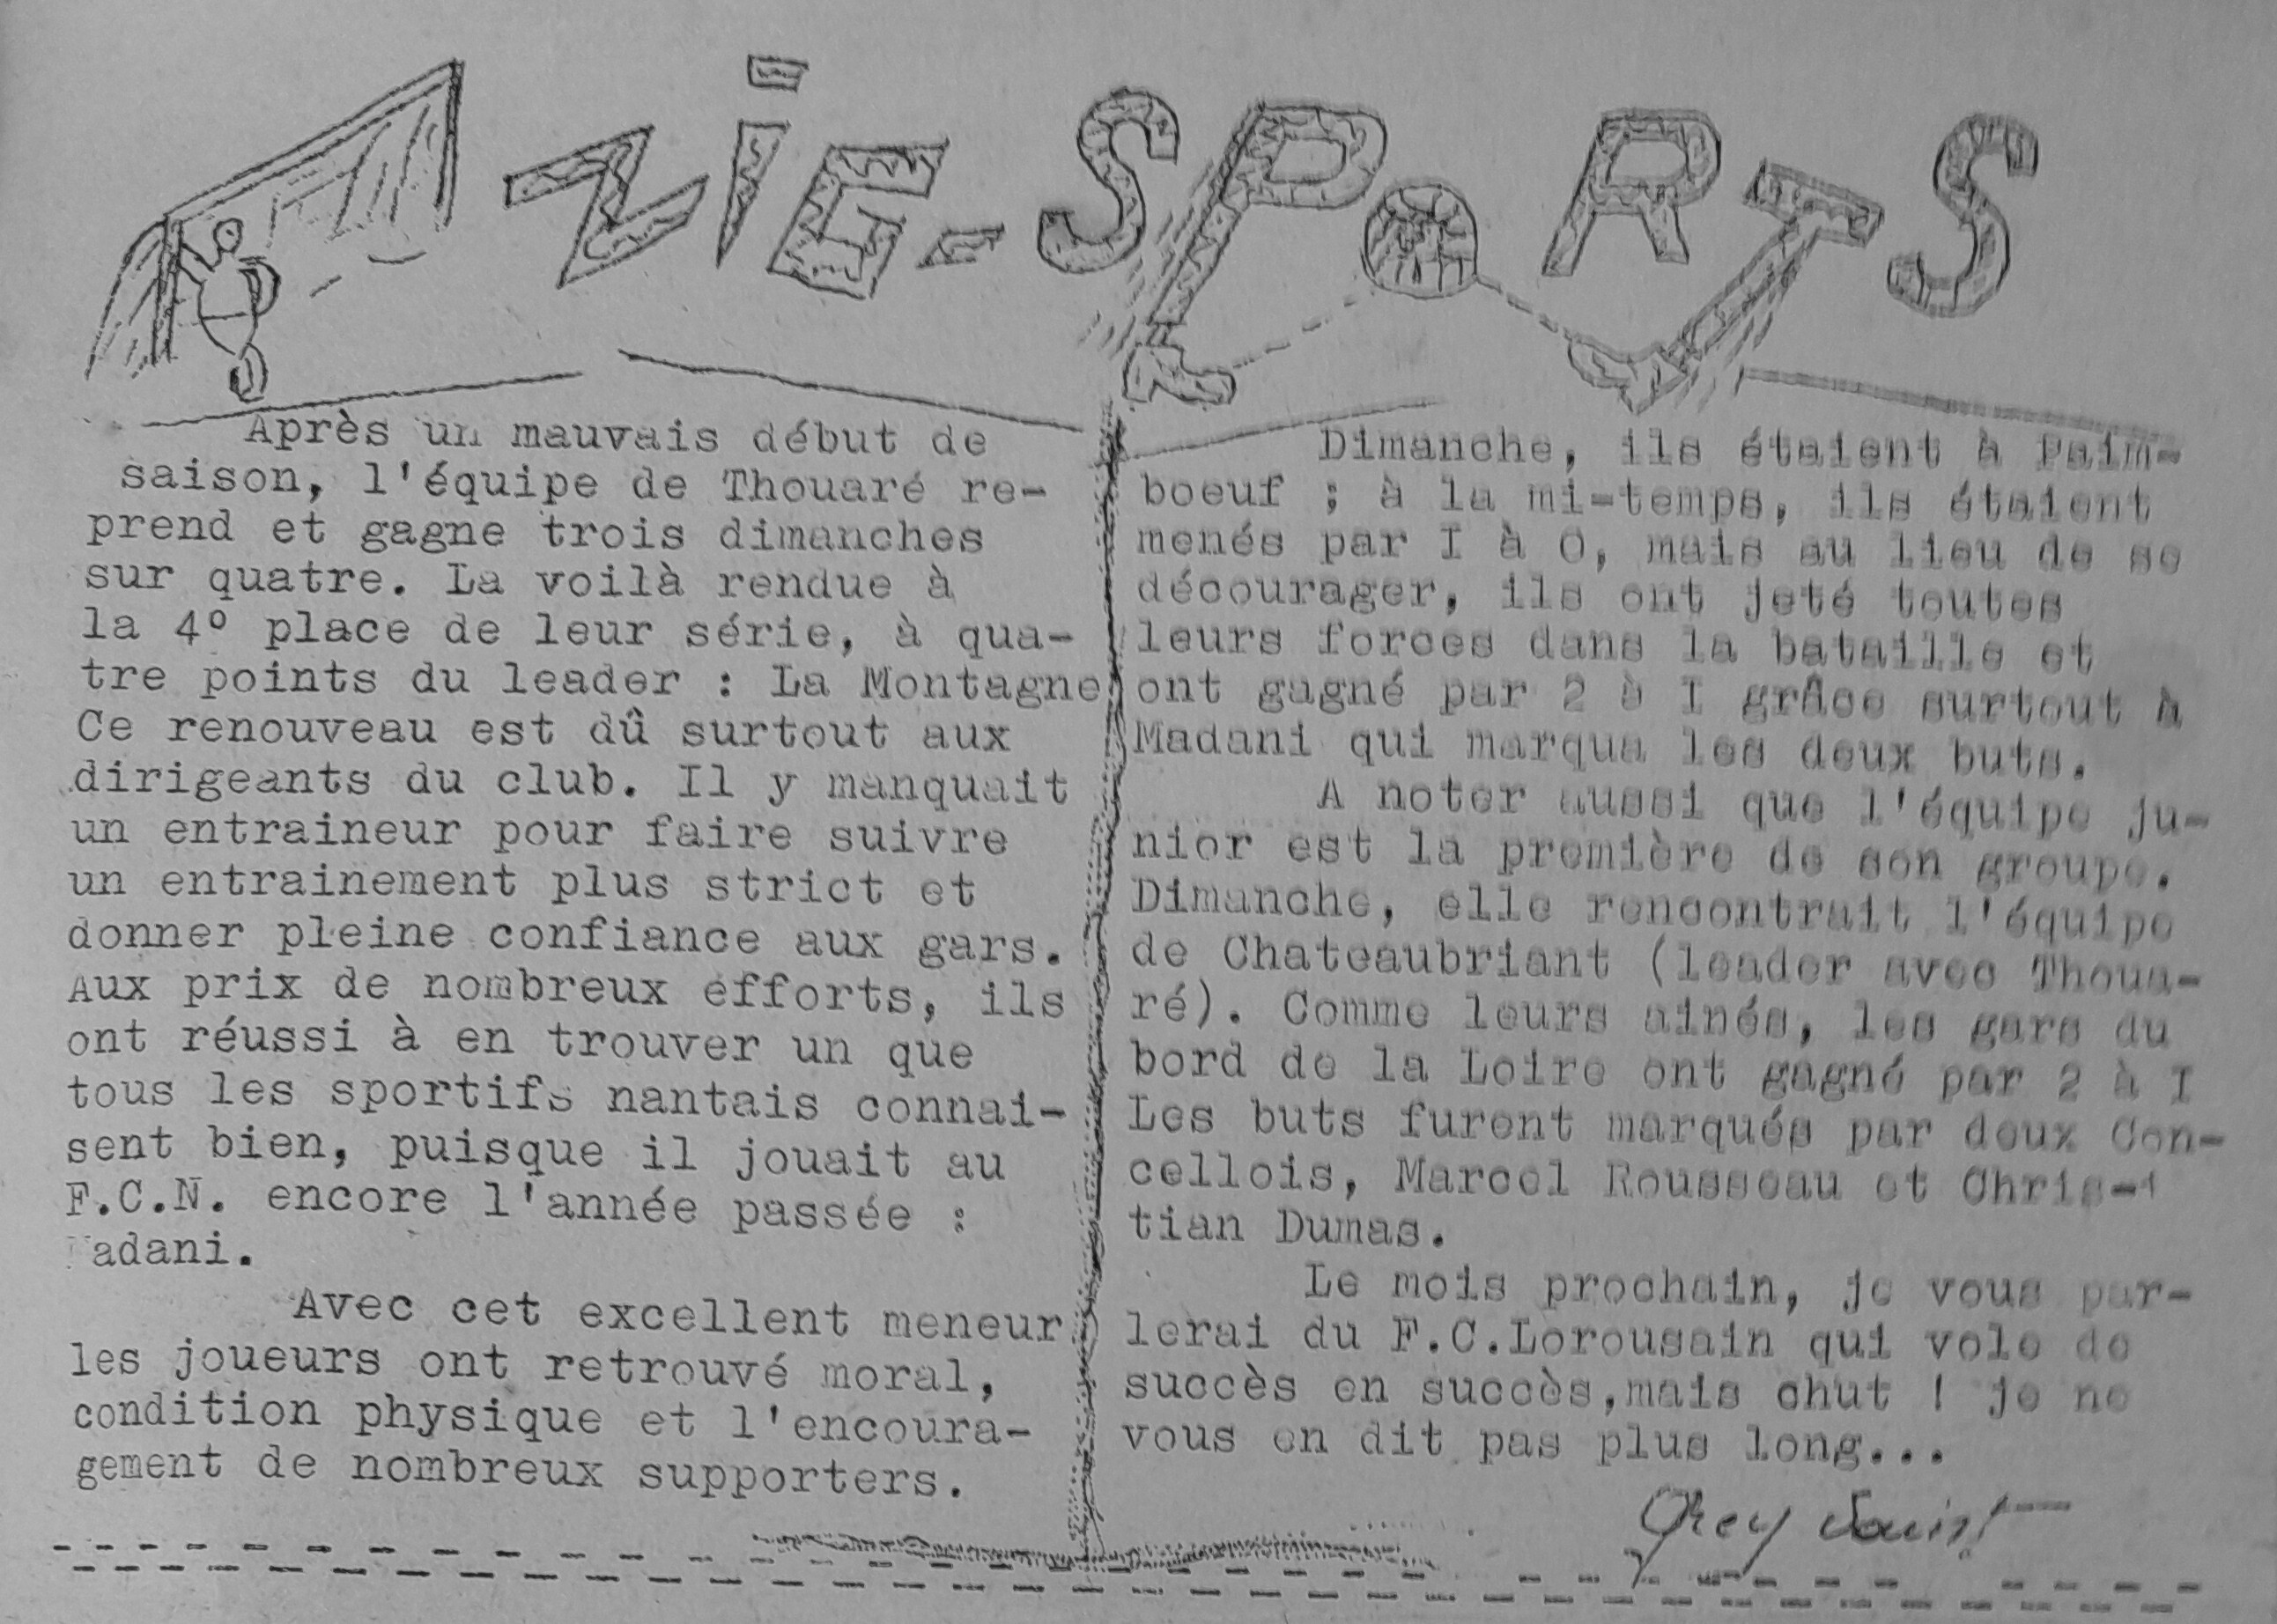 ZIG-SPORTS
Après un mauvais début de
saison, l'équipe de Thouaré re-
prend et gagne trois dimanches
sur quatre. La voilà rendue à
la 4° place de leur série, à qua-
tre points du leader : La Montagne
Ce renouveau est dû surtout aux
dirigeants du club. Il y manquait
un entraineur pour faire suivre
un entrainement plus strict et
donner pleine confiance aux gars.
Aux prix de nombreux efforts, ils
ont réussi à en trouver un que
tous les sportifs nantais connai-
sent bien, puisque il jouait au
F.C.N. encore l'année passée :
Madani.
Avec cet excellent meneur
les joueurs ont retrouvé moral,
condition physique et l'encoura-
gement de nombreux supporters.
Dimanche, ils étaient à Paim-
boeuf ; à la mi-temps, ils étaient
menés par I à 0, mais au lieu de se
décourager, ils ont jeté toutes
leurs forces dans la bataille et
ont gagné par 2 à I grâce surtout à
Madani qui marqua les deux buts.
A noter aussi que l'équipe ju-
nior est la première de son groupe.
Dimanche, elle rencontrait l'équipe
de Chateaubriant (leader avec Thoua-
ré). Comme leurs ainés, les gars du
bord de la Loire ont gagné par 2 à I
Les buts furent marqués par deux Con-
cellois, Marcel Rousseau et Chris-
tian Dumas.
Le mois prochain, je vous par-
lerai du F.C.Lorousain qui vole de
succès en succès,mais chut ! je ne
vous en dit pas plus long...